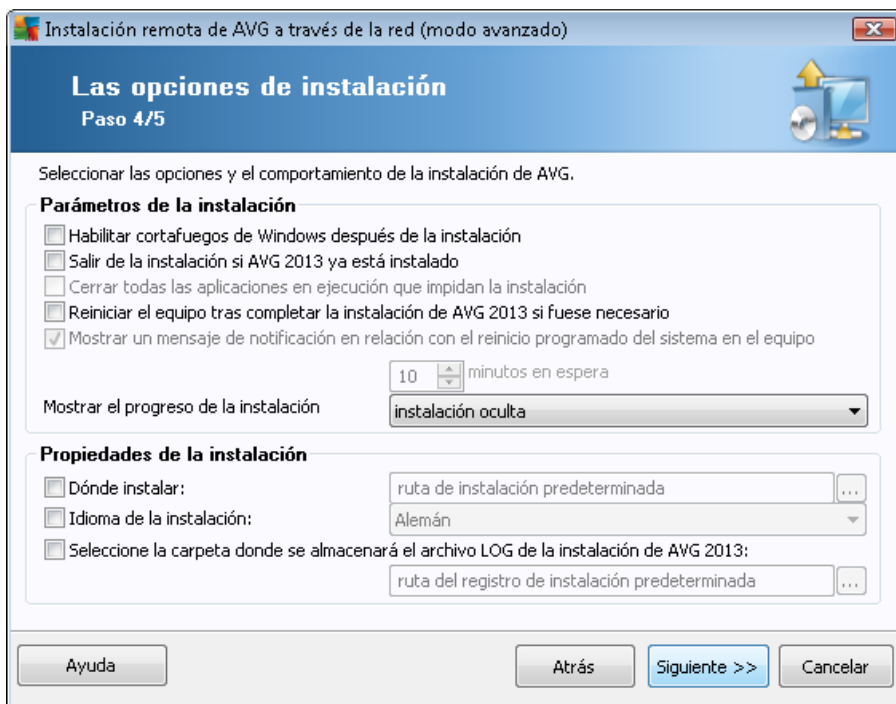 Instalación remota de AVG a través de la red (modo avanzado)
Las opciones de instalación
Paso 4/5
Seleccionar las opciones y el comportamiento de la instalación de AVG.
Parámetros de la instalación
Habilitar cortafuegos de Windows después de la instalación
Salir de la instalación si AVG 2013 ya está instalado
Cerrar todas las aplicaciones en ejecución que impidan la instalación
Reiniciar el equipo tras completar la instalación de AVG 2013 si fuese necesario
Mostrar un mensaje de notificación en relación con el reinicio programado del sistema en el equipo
10 minutos en espera
Mostrar el progreso de la instalación instalación oculta
Propiedades de la instalación
Dónde instalar: ruta de instalación predeterminada ...
Idioma de la instalación: Alemán
Seleccione la carpeta donde se almacenará el archivo LOG de la instalación de AVG 2013:
ruta del registro de instalación predeterminada ...
Ayuda Atrás Siguiente >> Cancelar